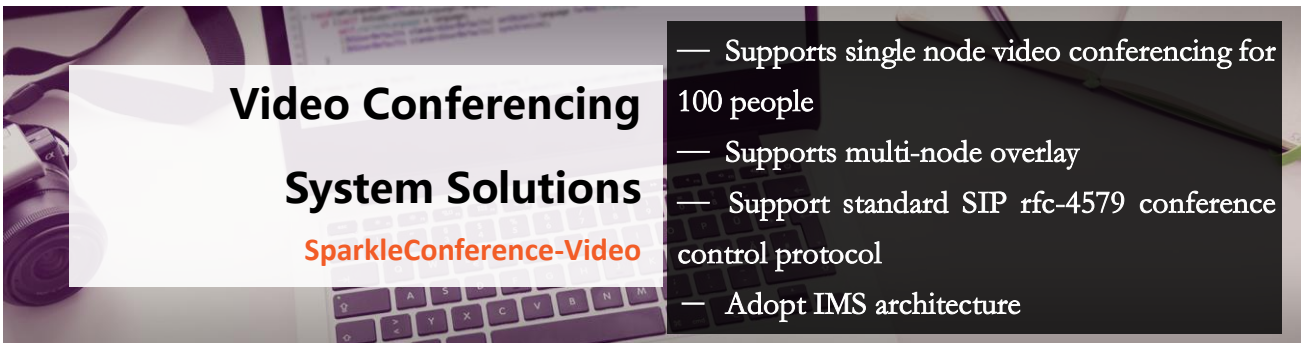 Video Conferencing
System Solutions
SparkleConference-Video
— Supports single node video conferencing for
100 people
— Supports multi-node overlay
— Support standard SIP rfc-4579 conference
control protocol
— Adopt IMS architecture